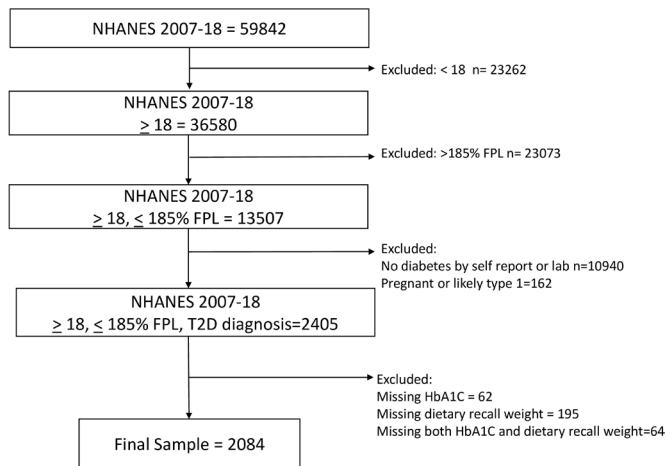 NHANES 2007-18 = 59842
Excluded: < 18  n= 23262
NHANES 2007-18
≥ 18 = 36580
Excluded: >185% FPL n= 23073
NHANES 2007-18
≥ 18, ≤ 185% FPL = 13507
Excluded:
No diabetes by self report or lab n=10940
Pregnant or likely type 1=162
NHANES 2007-18
≥ 18, ≤ 185% FPL, T2D diagnosis=2405
Excluded:
Missing HbA1C = 62
Missing dietary recall weight = 195
Missing both HbA1C and dietary recall weight=64
Final Sample = 2084